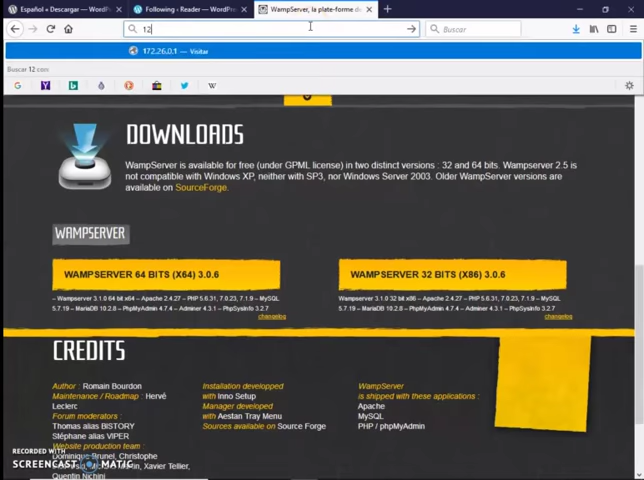 Español « Descargar — WordP
Following ‹ Reader — WordPre
WampServer, la plate-forme de
12
Buscar
172.26.0.1 — Visitar
Buscar 12 con:
G
W
DOWNLOADS
WampServer is available for free (under GPML license) in two distinct versions : 32 and 64 bits. Wampserver 2.5 is
not compatible with Windows XP, neither with SP3, nor Windows Server 2003. Older WampServer versions are
available on SourceForge.
WAMPSERVER
WAMPSERVER 64 BITS (X64) 3.0.6
– Wampserver 3.1.0 64 bit x64 – Apache 2.4.27 – PHP 5.6.31, 7.0.23, 7.1.9 – MySQL
5.7.19 – MariaDB 10.2.8 – PhpMyAdmin 4.7.4 – Adminer 4.3.1 – PhpSysInfo 3.2.7
changelog
WAMPSERVER 32 BITS (X86) 3.0.6
Wampserver 3.1.0 32 bit x86 – Apache 2.4.27 – PHP 5.6.31, 7.0.23, 7.1.9 – MySQL
5.7.19 – MariaDB 10.2.8 – PhpMyAdmin 4.7.4 – Adminer 4.3.1 – PhpSysInfo 3.2.7
changelog
CREDITS
Author : Romain Bourdon
Maintenance / Roadmap : Hervé
Leclerc
Forum moderators :
Thomas alias BISTORY
Stéphane alias VIPER
Website production team :
Dominique Brunel,
Xavier Tellier,
Quentin Nichini
Installation developped
with Inno Setup
Manager developed
with Aestan Tray Menu
Sources available on Source Forge
WampServer
is shipped with these applications :
Apache
MySQL
PHP / phpMyAdmin
RECORDED WITH
SCREENCAST MATIC